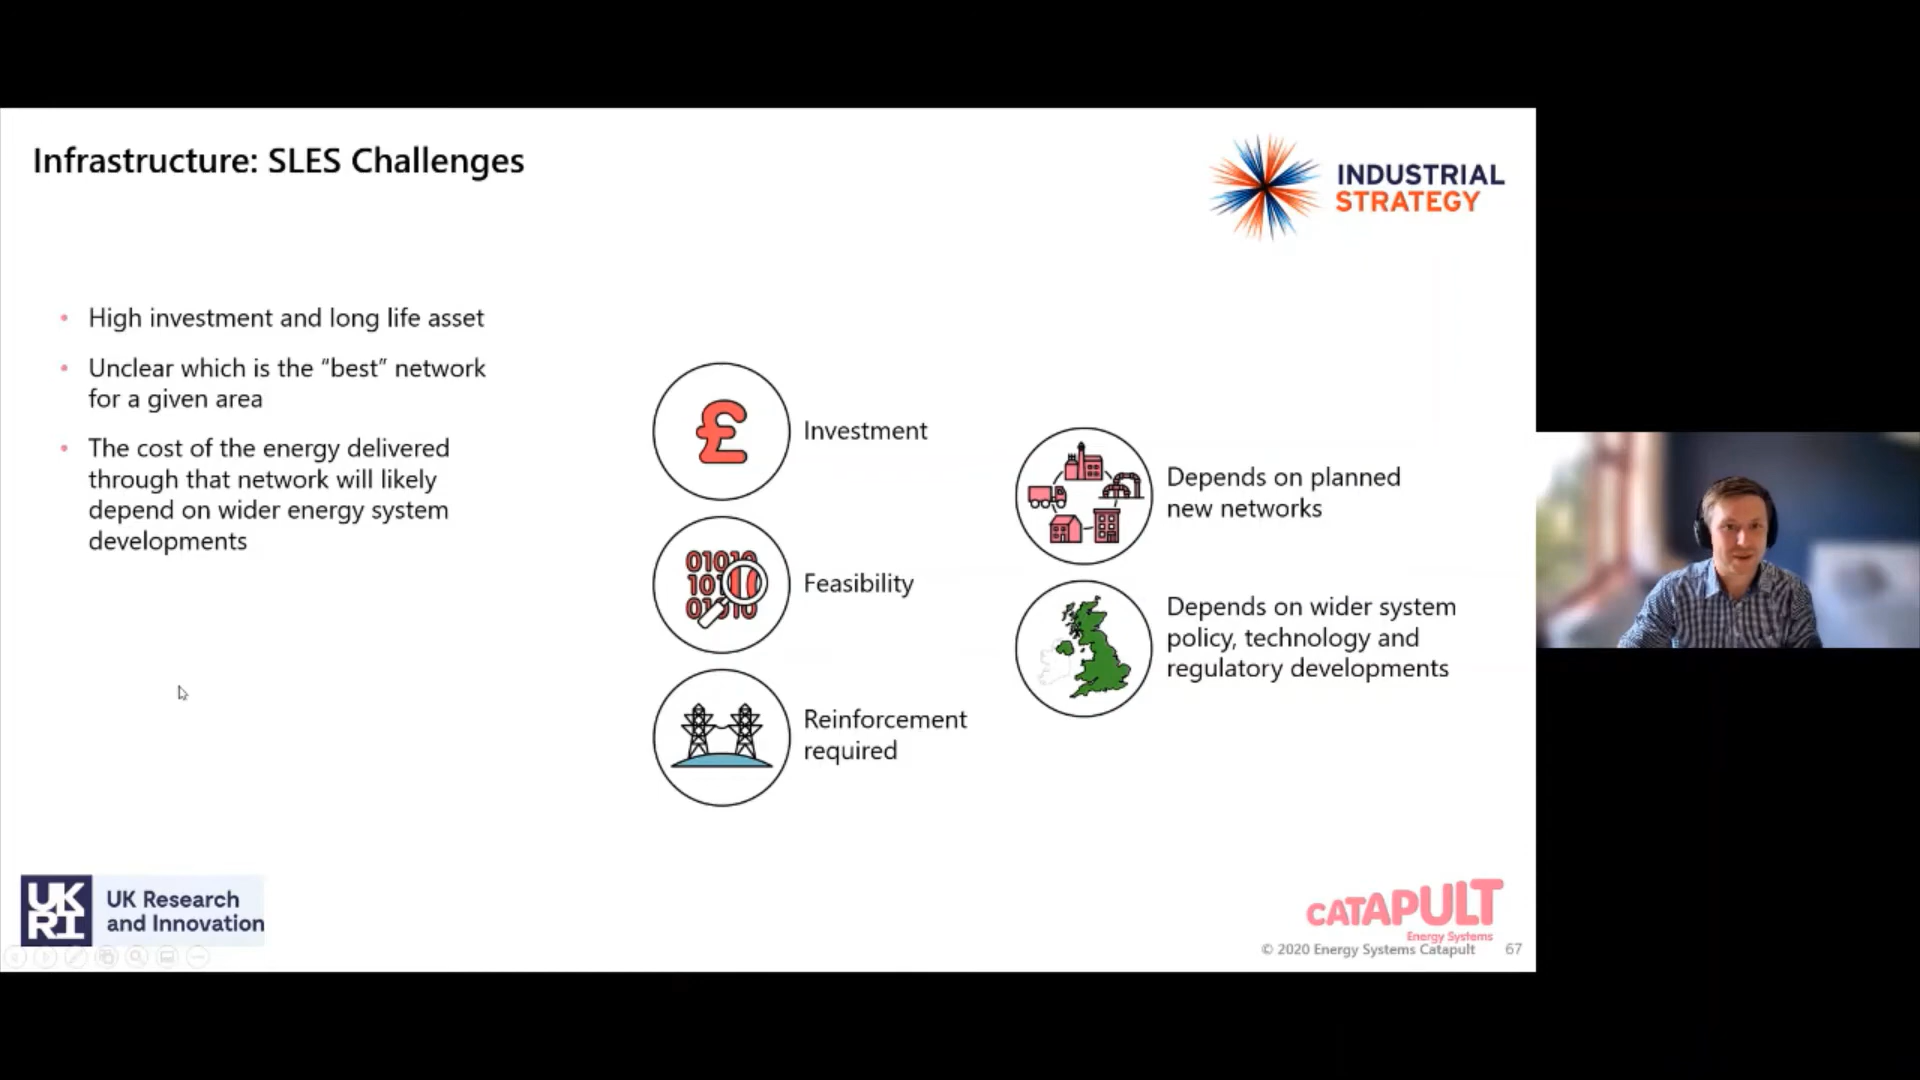 Infrastructure: SLES Challenges
INDUSTRIAL
STRATEGY
• High investment and long life asset
• Unclear which is the “best” network
for a given area
• The cost of the energy delivered
through that network will likely
depend on wider energy system
developments
£
Investment
01010
Feasibility
Reinforcement
required
Depends on planned
new networks
Depends on wider system
policy, technology and
regulatory developments
UKRI
UK Research
and Innovation
CATAPULT
Energy Systems
© 2020 Energy Systems Catapult
67